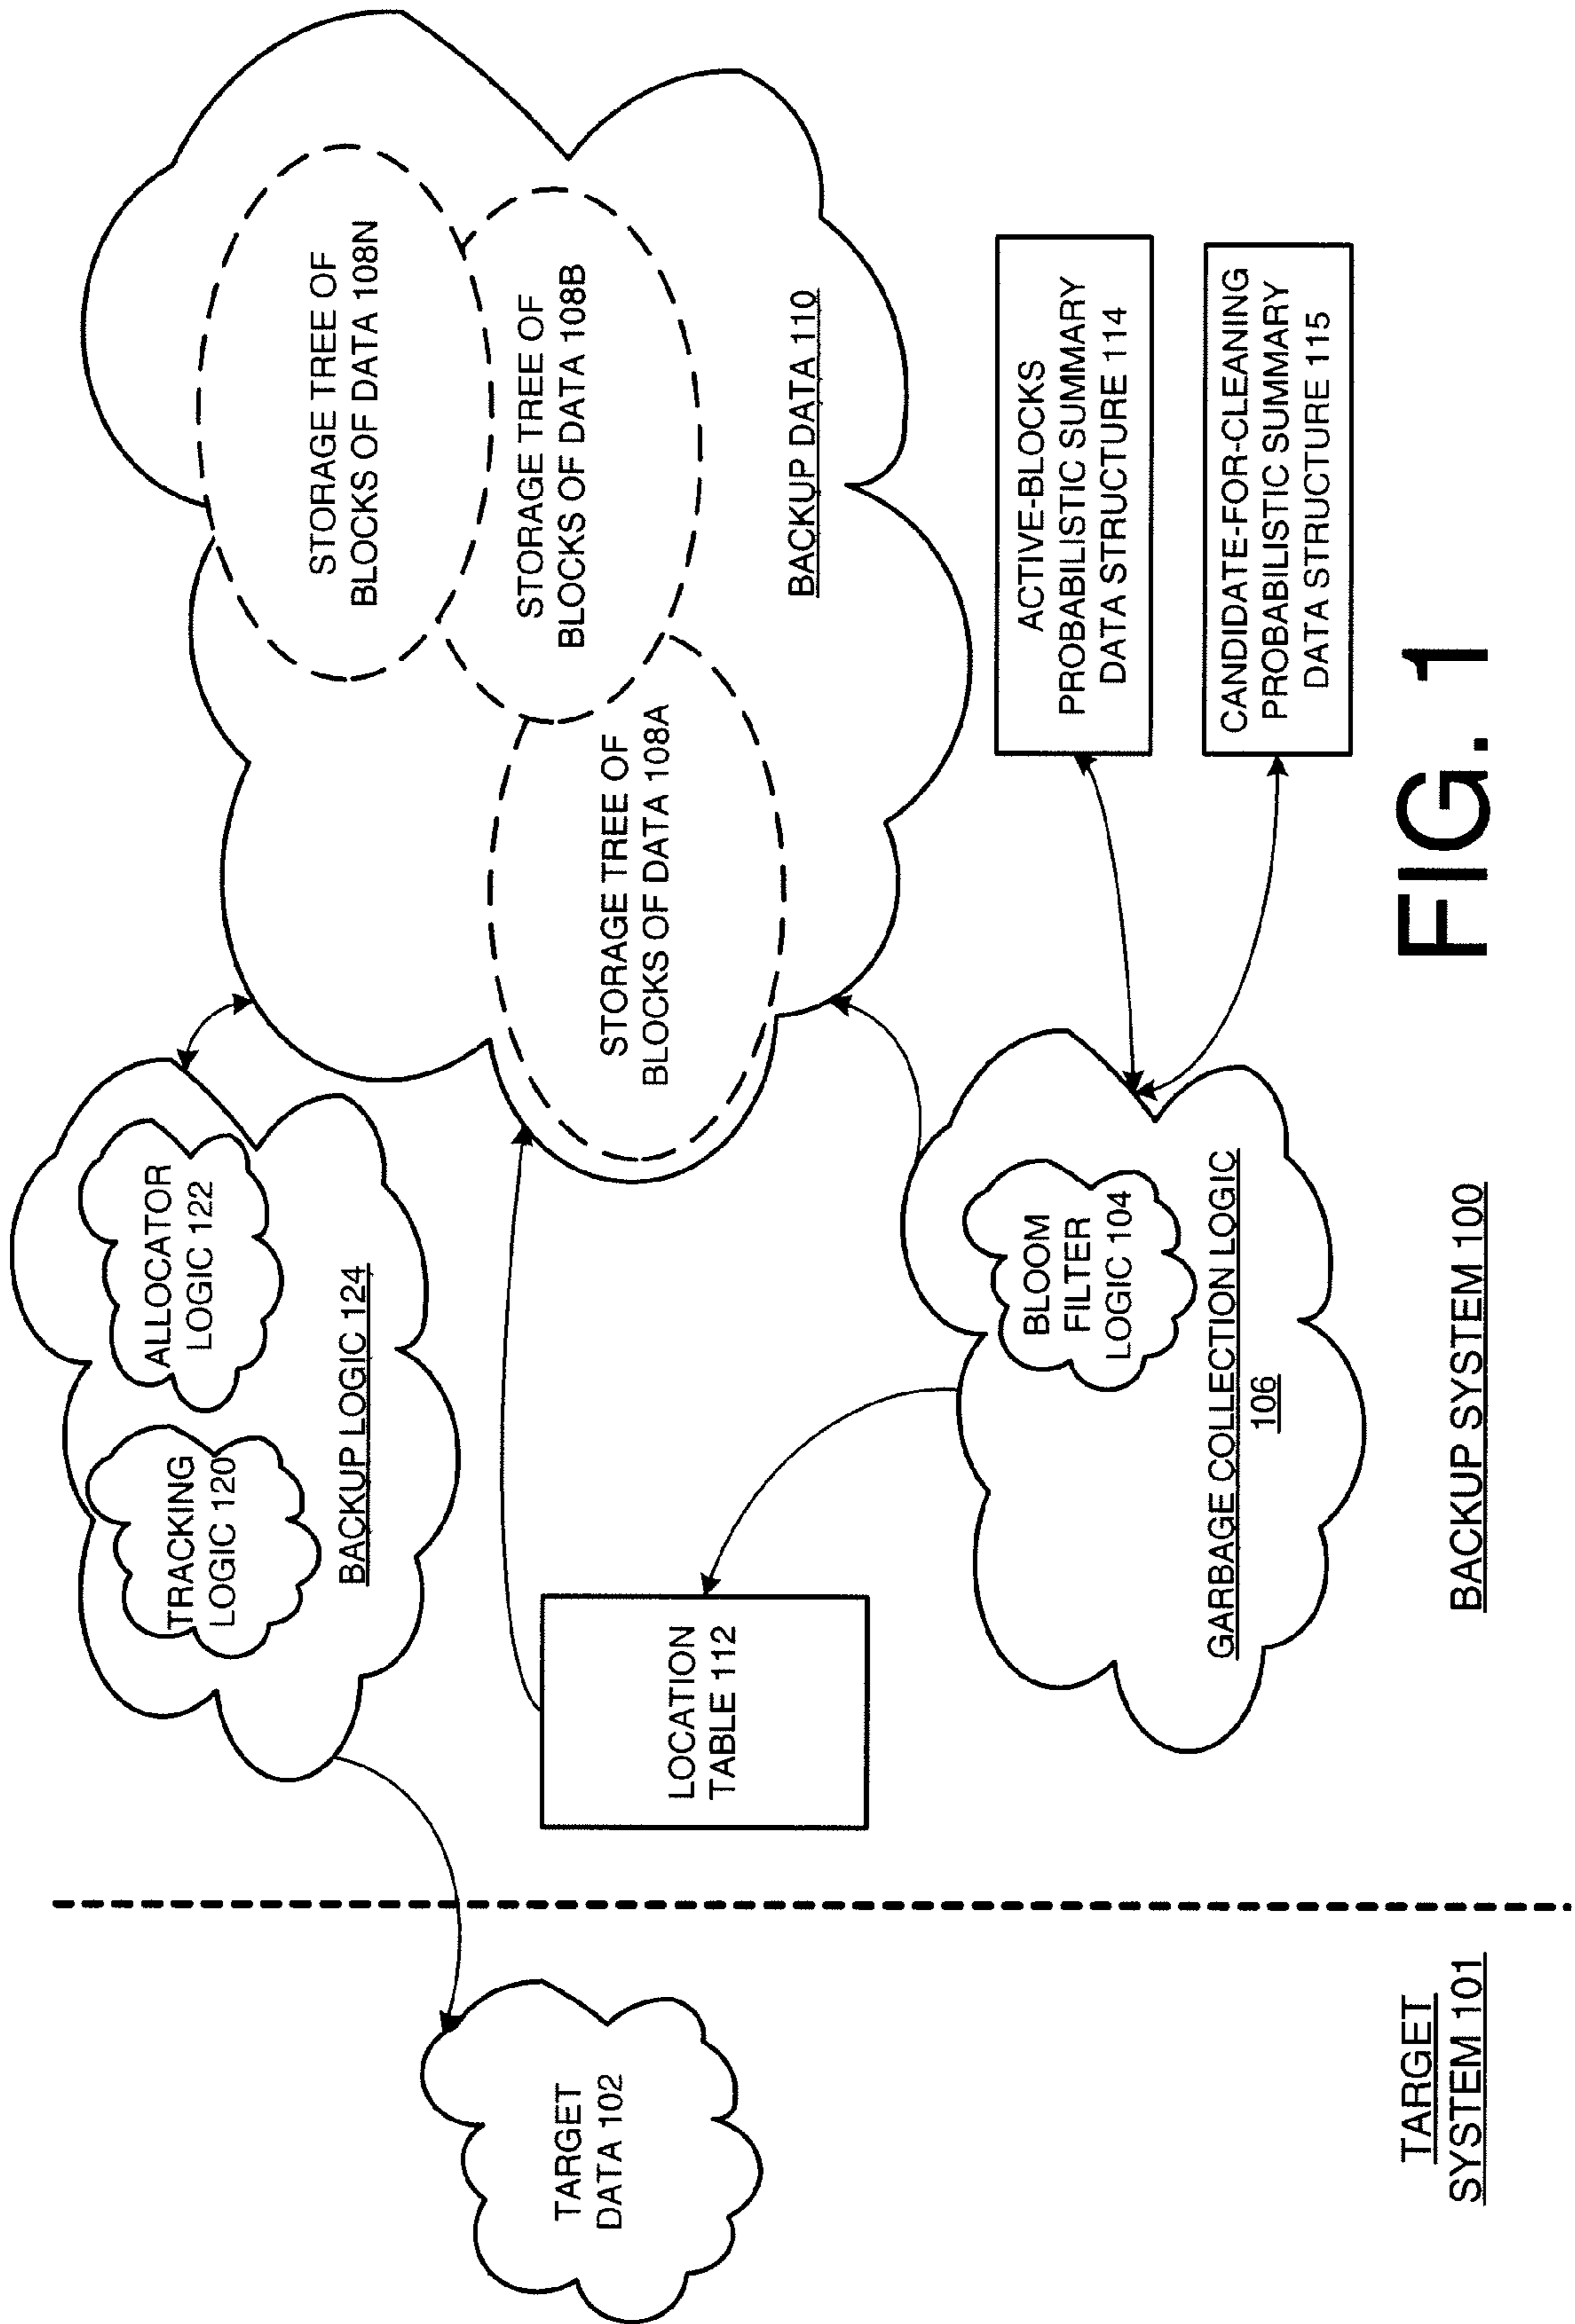 TARGET
DATA 102
TARGET
SYSTEM 101
TRACKING
LOGIC 120
ALLOCATOR
LOGIC 122
BACKUP LOGIC 124
LOCATION
TABLE 112
BLOOM
FILTER
LOGIC 104
GARBAGE COLLECTION LOGIC
106
BACKUP SYSTEM 100
STORAGE TREE OF
BLOCKS OF DATA 108N
STORAGE TREE OF
BLOCKS OF DATA 108B
STORAGE TREE OF
BLOCKS OF DATA 108A
BACKUP DATA 110
ACTIVE-BLOCKS
PROBABILISTIC SUMMARY
DATA STRUCTURE 114
CANDIDATE-FOR-CLEANING
PROBABILISTIC SUMMARY
DATA STRUCTURE 115
FIG. 1